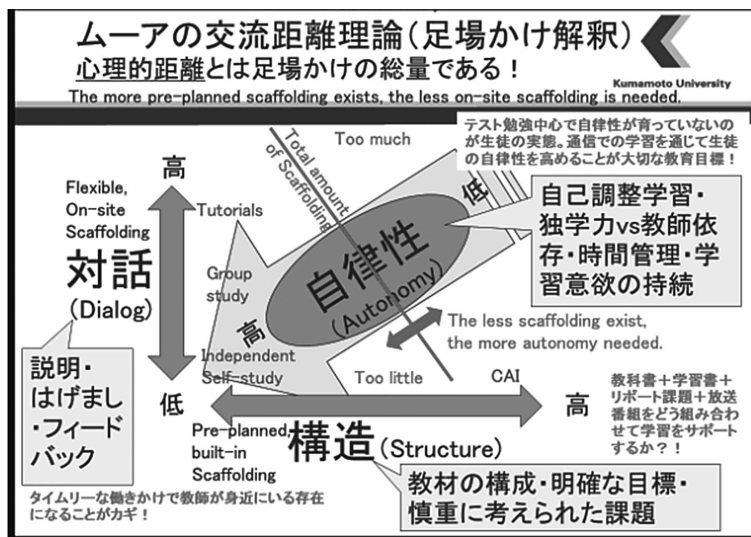 ムーアの交流距離理論(足場かけ解釈)
心理的距離とは足場かけの総量である!
Kumamoto University
The more pre-planned scaffolding exists, the less on-site scaffolding is needed.
テスト勉強中心で自律性が育っていないの
が生徒の実態。通信での学習を通じて生徒
の自律性を高めることが大切な教育目標!
Too much
Total amount
of Scaffolding
高
Flexible,
On-site
Scaffolding
Tutorials
低
自己調整学習・
独学力vs教師依
存・時間管理・学
習意欲の持続
対話
(Dialog)
Group
study
自律性
(Autonomy)
高
The less scaffolding exist,
the more autonomy needed.
説明・
はげまし
・フィード
バック
Independent
Self-study
Too little
CAI
低
高
教科書+学習書+
リポート課題+放送
番組をどう組み合わ
せて学習をサポート
するか?!
Pre-planned,
built-in
Scaffolding
構造(Structure)
教材の構成・明確な目標・
慎重に考えられた課題
タイムリーな働きかけで教師が身近にいる存在
になることがカギ!